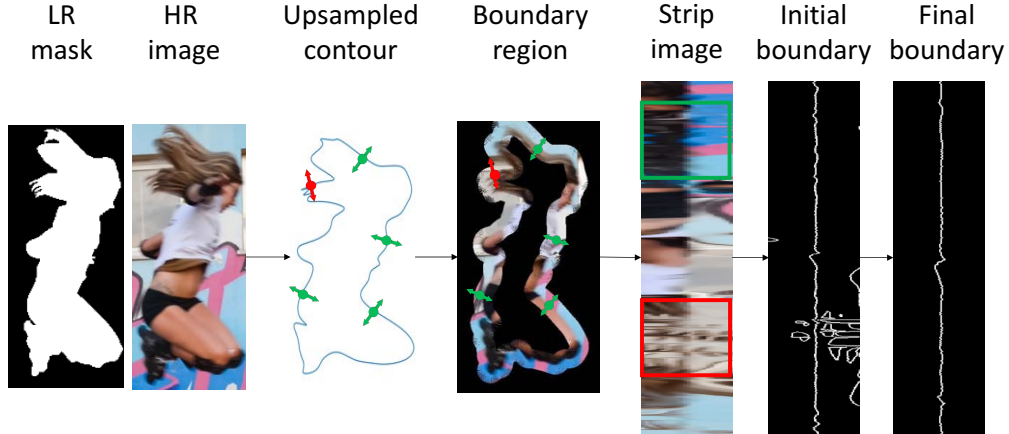 LR
mask
HR
image
Upsampled
contour
Boundary
region
Strip
image
Initial
boundary
Final
boundary